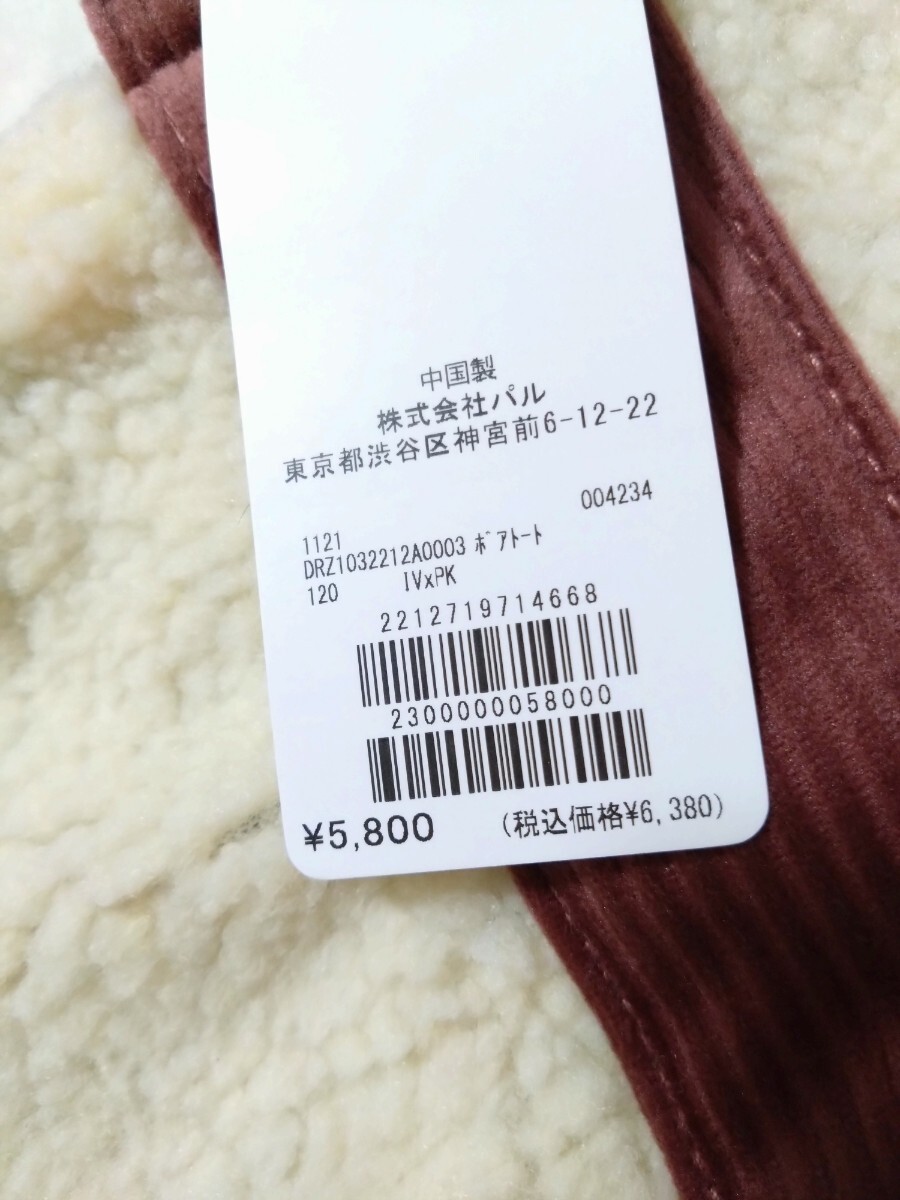 中国製
株式会社パル
東京都渋谷区神宮前6-12-22
004234
1121
DRZ1032212A0003 ﾎﾞｱﾄｰﾄ
120 IVxPK
2212719714668
2300000058000
¥5,800 (税込価格¥6,380)